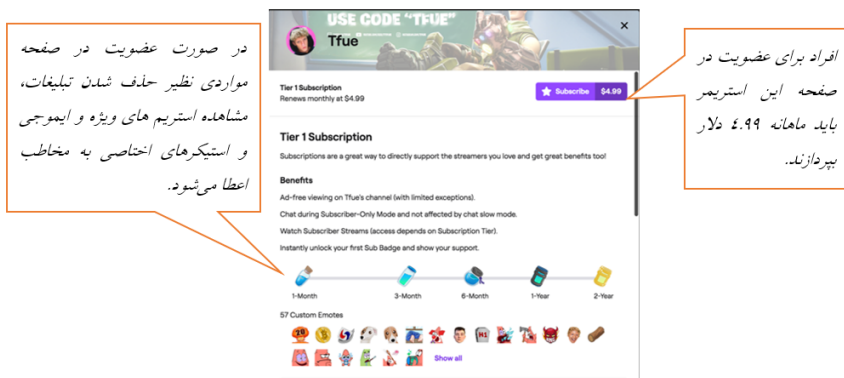 USE CODE "TFUE"
Tfue
Tier 1 Subscription
Renews monthly at $4.99
Subscribe $4.99
Tier 1 Subscription
Subscriptions are a great way to directly support the streamers you love and get great benefits too!
Benefits
Ad-free viewing on Tfue's channel (with limited exceptions).
Chat during Subscriber-Only Mode and not affected by chat slow mode.
Watch Subscriber Streams (access depends on Subscription Tier).
Instantly unlock your first Sub Badge and show your support.
1-Month 3-Month 6-Month 1-Year 2-Year
57 Custom Emotes
Show all
افراد برای عضویت در
صفحه این استریمر
باید ماهانه ٤.٩٩ دلار
بپردازند.
در صورت عضویت در صفحه
مواردی نظیر حذف شدن تبلیغات،
مشاهده استریم های ویژه و ایموجی
و استیکرهای اختصاصی به مخاطب
اعطا می‌شود.